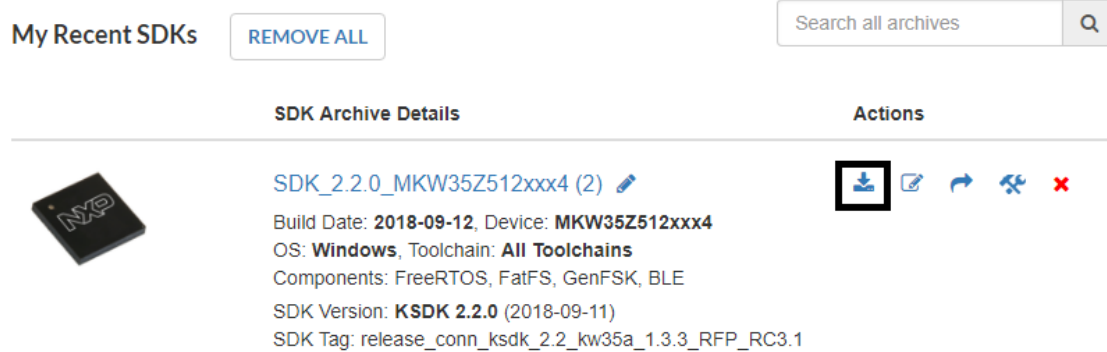 My Recent SDKs
REMOVE ALL
Search all archives
SDK Archive Details
Actions
NXP
SDK_2.2.0_MKW35Z512xxx4 (2)
Build Date: 2018-09-12, Device: MKW35Z512xxx4
OS: Windows, Toolchain: All Toolchains
Components: FreeRTOS, FatFS, GenFSK, BLE
SDK Version: KSDK 2.2.0 (2018-09-11)
SDK Tag: release_conn_ksdk_2.2_kw35a_1.3.3_RFP_RC3.1